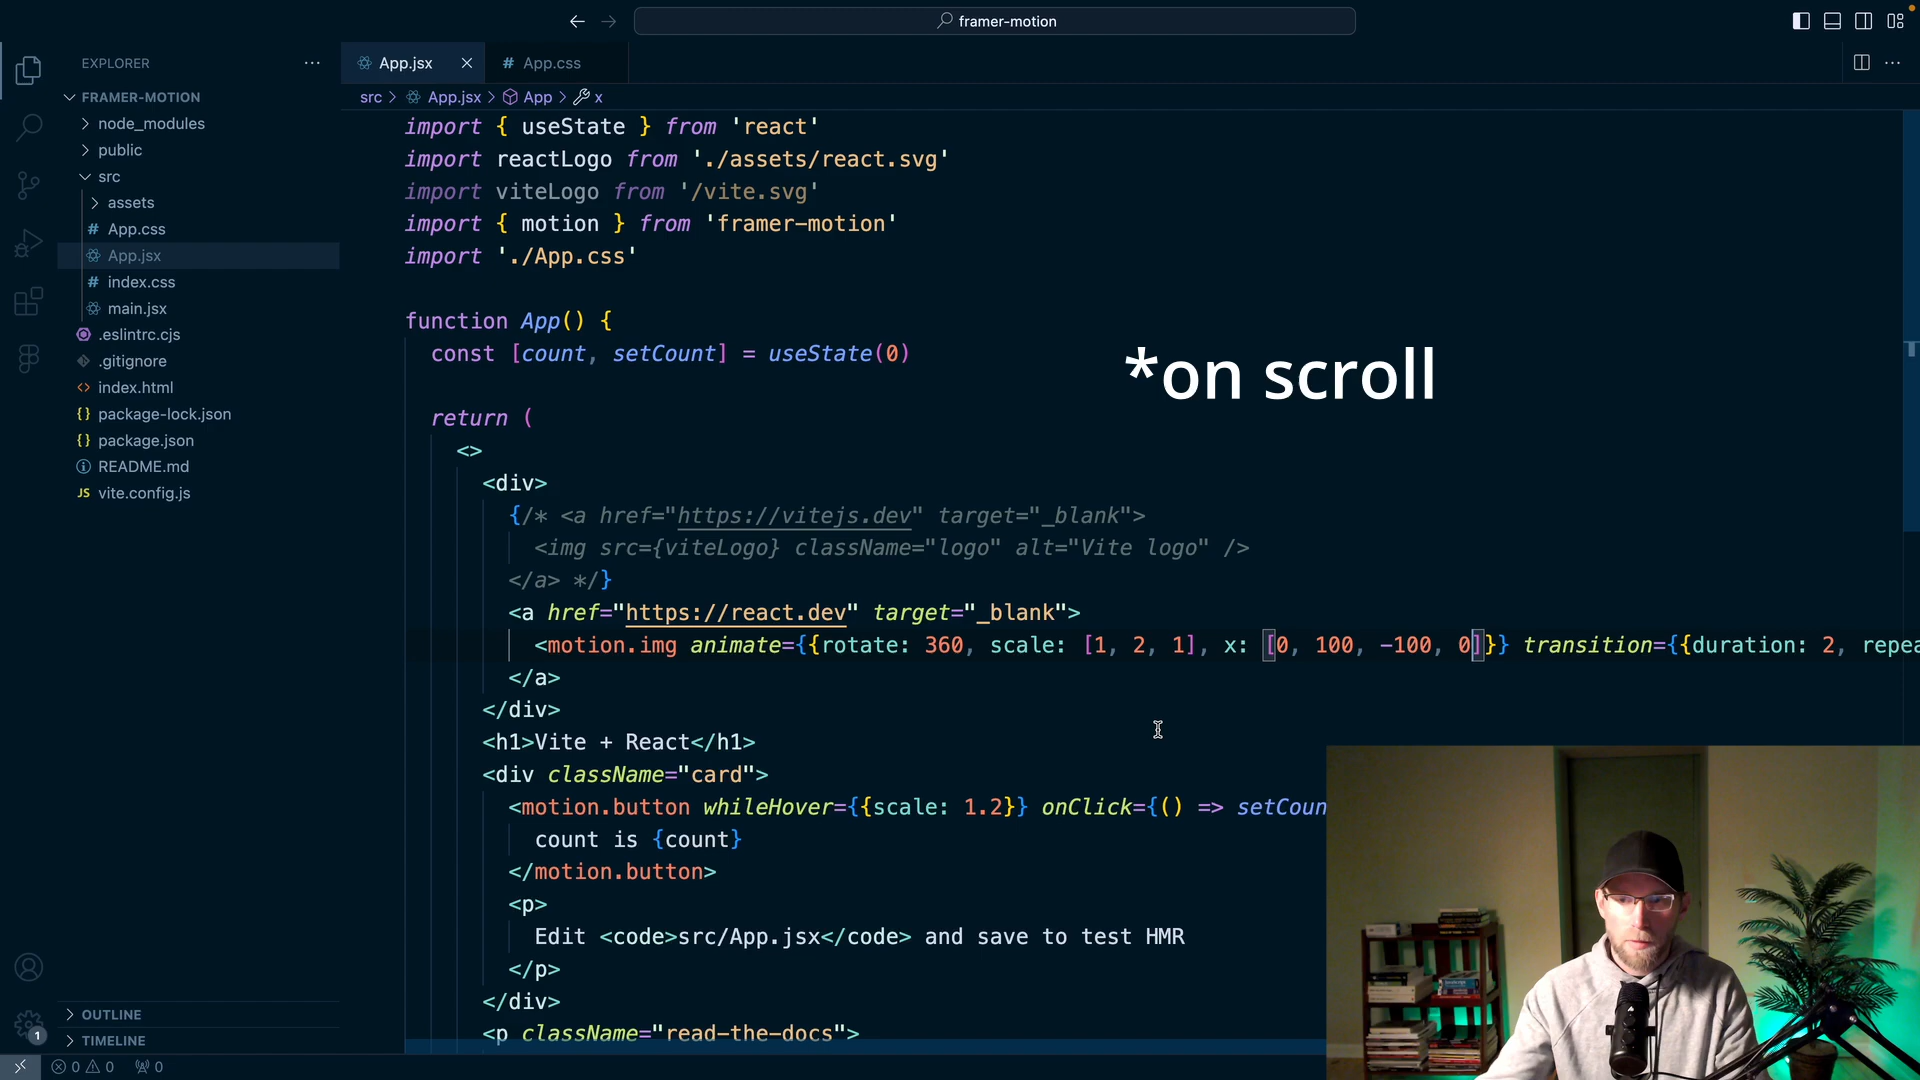 framer-motion
EXPLORER
App.jsx
App.css
FRAMER-MOTION
src > App.jsx > App > x
node_modules
public
src
assets
App.css
App.jsx
index.css
main.jsx
.eslintrc.cjs
.gitignore
index.html
package-lock.json
package.json
README.md
JS vite.config.js
import { useState } from 'react'
import reactLogo from './assets/react.svg'
import viteLogo from '/vite.svg'
import { motion } from 'framer-motion'
import './App.css'
function App() {
const [count, setCount] = useState(0)
*on scroll
return (
<>
<div>
{/* <a href="https://vitejs.dev" target="_blank">
<img src={viteLogo} className="logo" alt="Vite logo" />
</a> */}
<a href="https://react.dev" target="_blank">
<motion.img animate={{rotate: 360, scale: [1, 2, 1], x: [0, 100, -100, 0]}} transition={{duration: 2, repea
</a>
</div>
<h1>Vite + React</h1>
<div className="card">
<motion.button whileHover={{scale: 1.2}} onClick={() => setCoun
count is {count}
</motion.button>
<p>
Edit <code>src/App.jsx</code> and save to test HMR
</p>
</div>
<p className="read-the-docs">
OUTLINE
TIMELINE
1
0 0 0